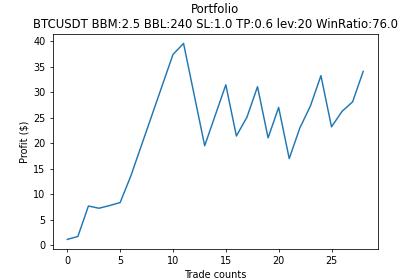 Portfolio
BTCUSDT BBM:2.5 BBL:240 SL:1.0 TP:0.6 lev:20 WinRatio:76.0
40
35
30
25
20
15
10
5
0
Profit ($)
0 5 10 15 20 25
Trade counts